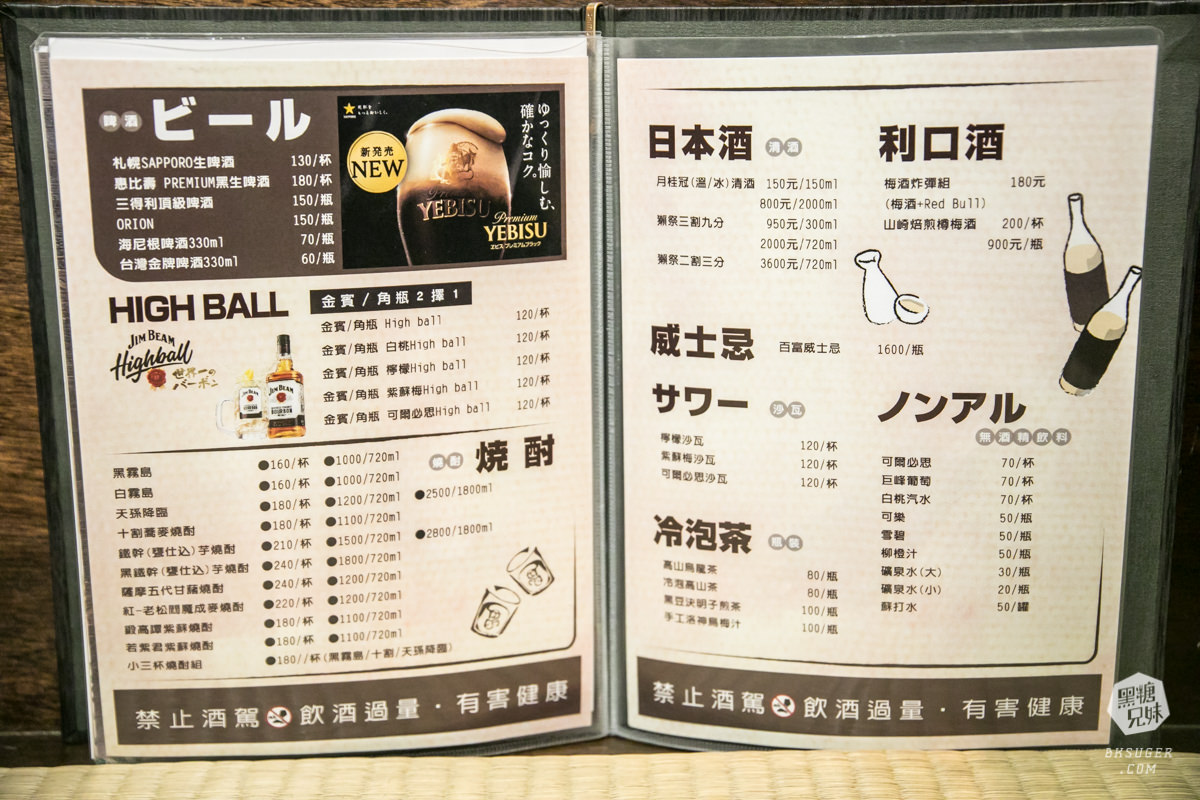 啤酒 ビール
札幌SAPPORO生啤酒 130/杯
惠比壽 PREMIUM黑生啤酒 180/杯
三得利頂級啤酒 150/瓶
ORION 150/瓶
海尼根啤酒330ml 70/瓶
台灣金牌啤酒330ml 60/瓶
新発売
NEW
ゆっくり愉しむ、
確かなコク。
YEBISU
Premium
YEBISU
ヱビス プレミアムブラック
HIGH BALL
JIM BEAM
Highball
世界一の
バーボン
JIM BEAM
金賓/角瓶2擇1
金賓/角瓶 High ball 120/杯
金賓/角瓶 白桃High ball 120/杯
金賓/角瓶 檸檬High ball 120/杯
金賓/角瓶 紫蘇梅High ball 120/杯
金賓/角瓶 可爾必思High ball 120/杯
燒酎 焼酎
黑霧島 ●160/杯 ●1000/720ml
白霧島 ●160/杯 ●1000/720ml
天孫降臨 ●180/杯 ●1200/720ml ●2500/1800ml
十割蕎麥燒酎 ●180/杯 ●1100/720ml
鐵幹(甕仕込)芋燒酎 ●210/杯 ●1500/720ml ●2800/1800ml
黑鐵幹(甕仕込)芋燒酎 ●240/杯 ●1800/720ml
薩摩五代甘藷燒酎 ●240/杯 ●1200/720ml
紅-老松閻魔成麥燒酎 ●220/杯 ●1200/720ml
緞高譚紫蘇燒酎 ●180/杯 ●1100/720ml
若紫君紫蘇燒酎 ●180/杯 ●1100/720ml
小三杯燒酎組 ●180//杯(黑霧島/十割/天孫降臨)
禁止酒駕 飲酒過量・有害健康
日本酒 清酒
月桂冠(溫/冰)清酒 150元/150ml
800元/2000ml
獺祭三割九分 950元/300ml
2000元/720ml
獺祭二割三分 3600元/720ml
利口酒
梅酒炸彈組 180元
(梅酒+Red Bull)
山崎焙煎樽梅酒 200/杯
900元/瓶
威士忌 百富威士忌 1600/瓶
サワー 沙瓦
檸檬沙瓦 120/杯
紫蘇梅沙瓦 120/杯
可爾必思沙瓦 120/杯
冷泡茶 瓶裝
高山烏龍茶 80/瓶
冷泡高山茶 80/瓶
黑豆決明子煎茶 100/瓶
手工洛神烏梅汁 100/瓶
ノンアル
無酒精飲料
可爾必思 70/杯
巨峰葡萄 70/杯
白桃汽水 70/杯
可樂 50/瓶
雪碧 50/瓶
柳橙汁 50/瓶
礦泉水(大) 30/瓶
礦泉水(小) 20/瓶
蘇打水 50/罐
禁止酒駕 飲酒過量・有害健康
黑糖
兄妹
BKSUGER
.COM